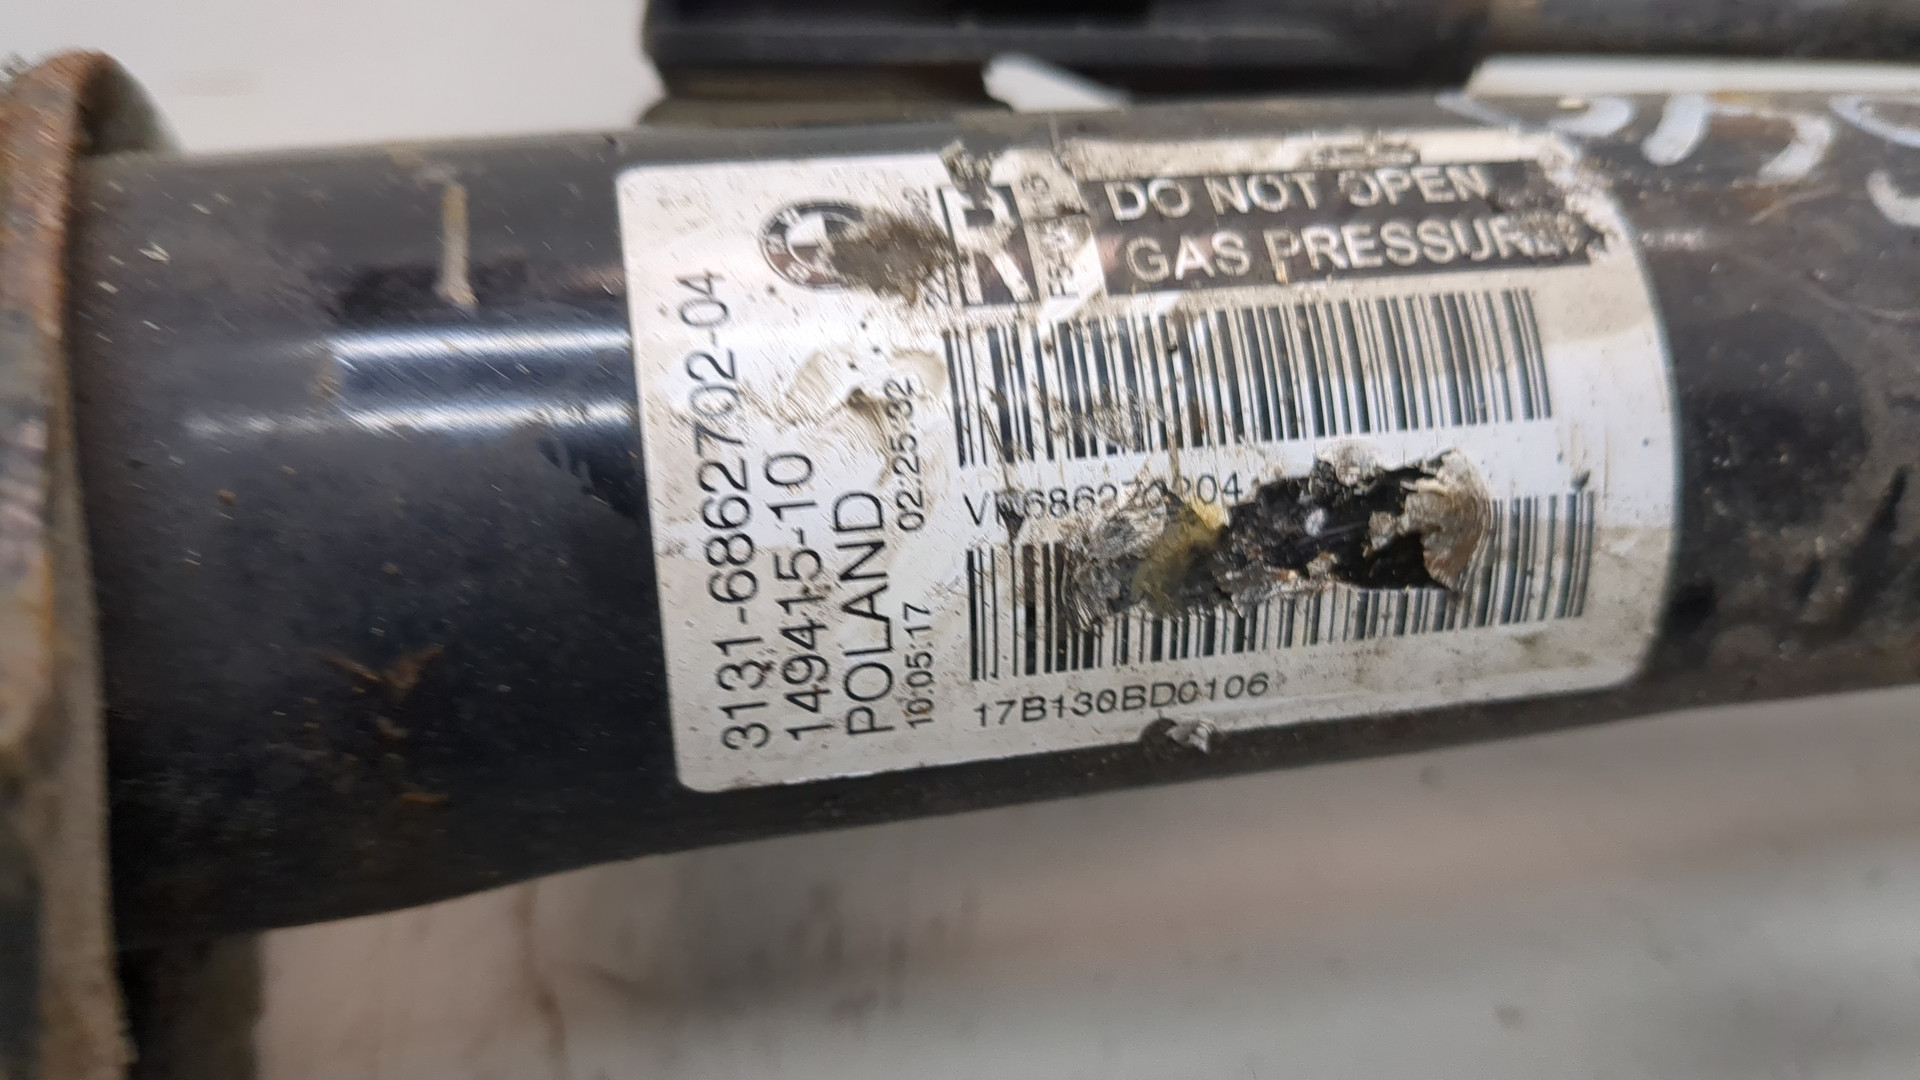 3131-6862702-04
149415-10
POLAND
10:05:17 02:25:32
R
DO NOT OPEN
GAS PRESSURE
17B130BD0106